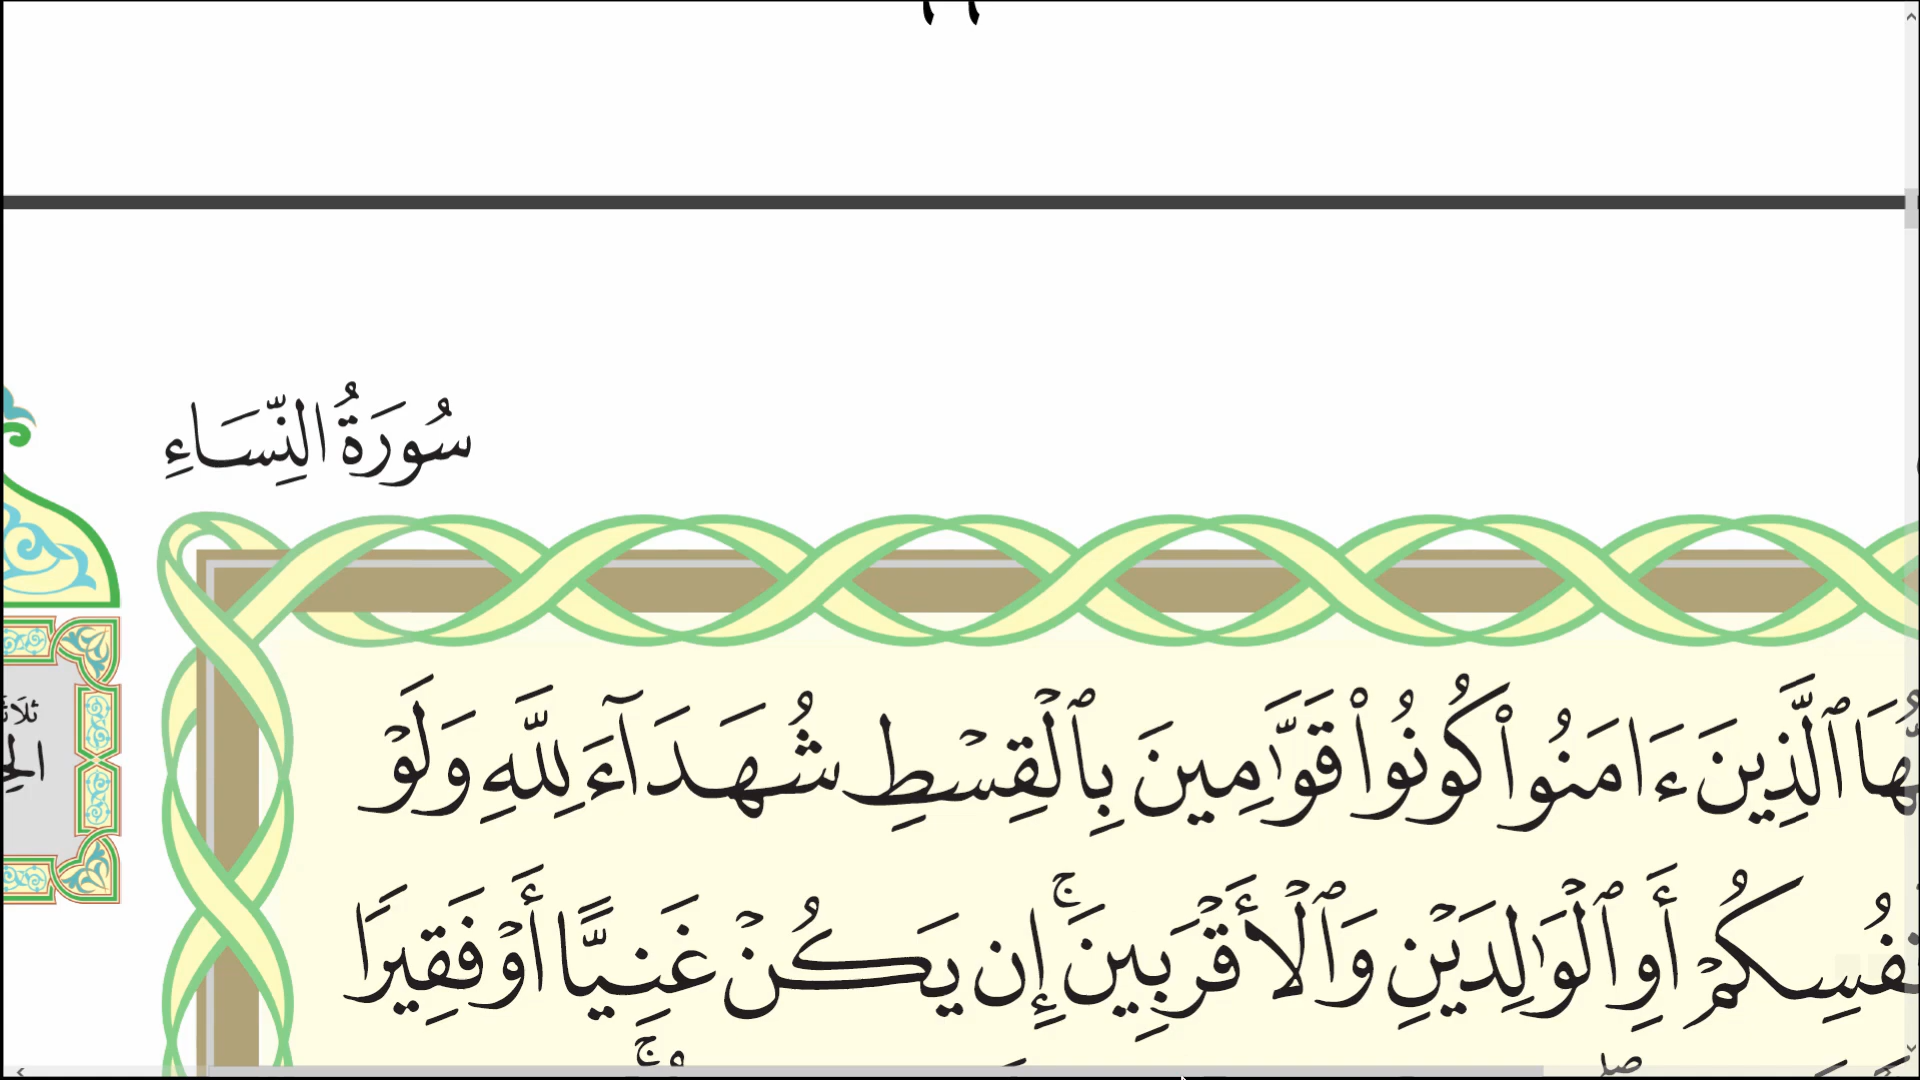 سُورَةُ النِّسَاءِ
ٱلَّذِينَ ءَامَنُوا۟ كُونُوا۟ قَوَّٰمِينَ بِٱلْقِسْطِ شُهَدَآءَ لِلَّهِ وَلَوْ
أَوِ ٱلْوَٰلِدَيْنِ وَٱلْأَقْرَبِينَ ۚ إِن يَكُنْ غَنِيًّا أَوْ فَقِيرًا